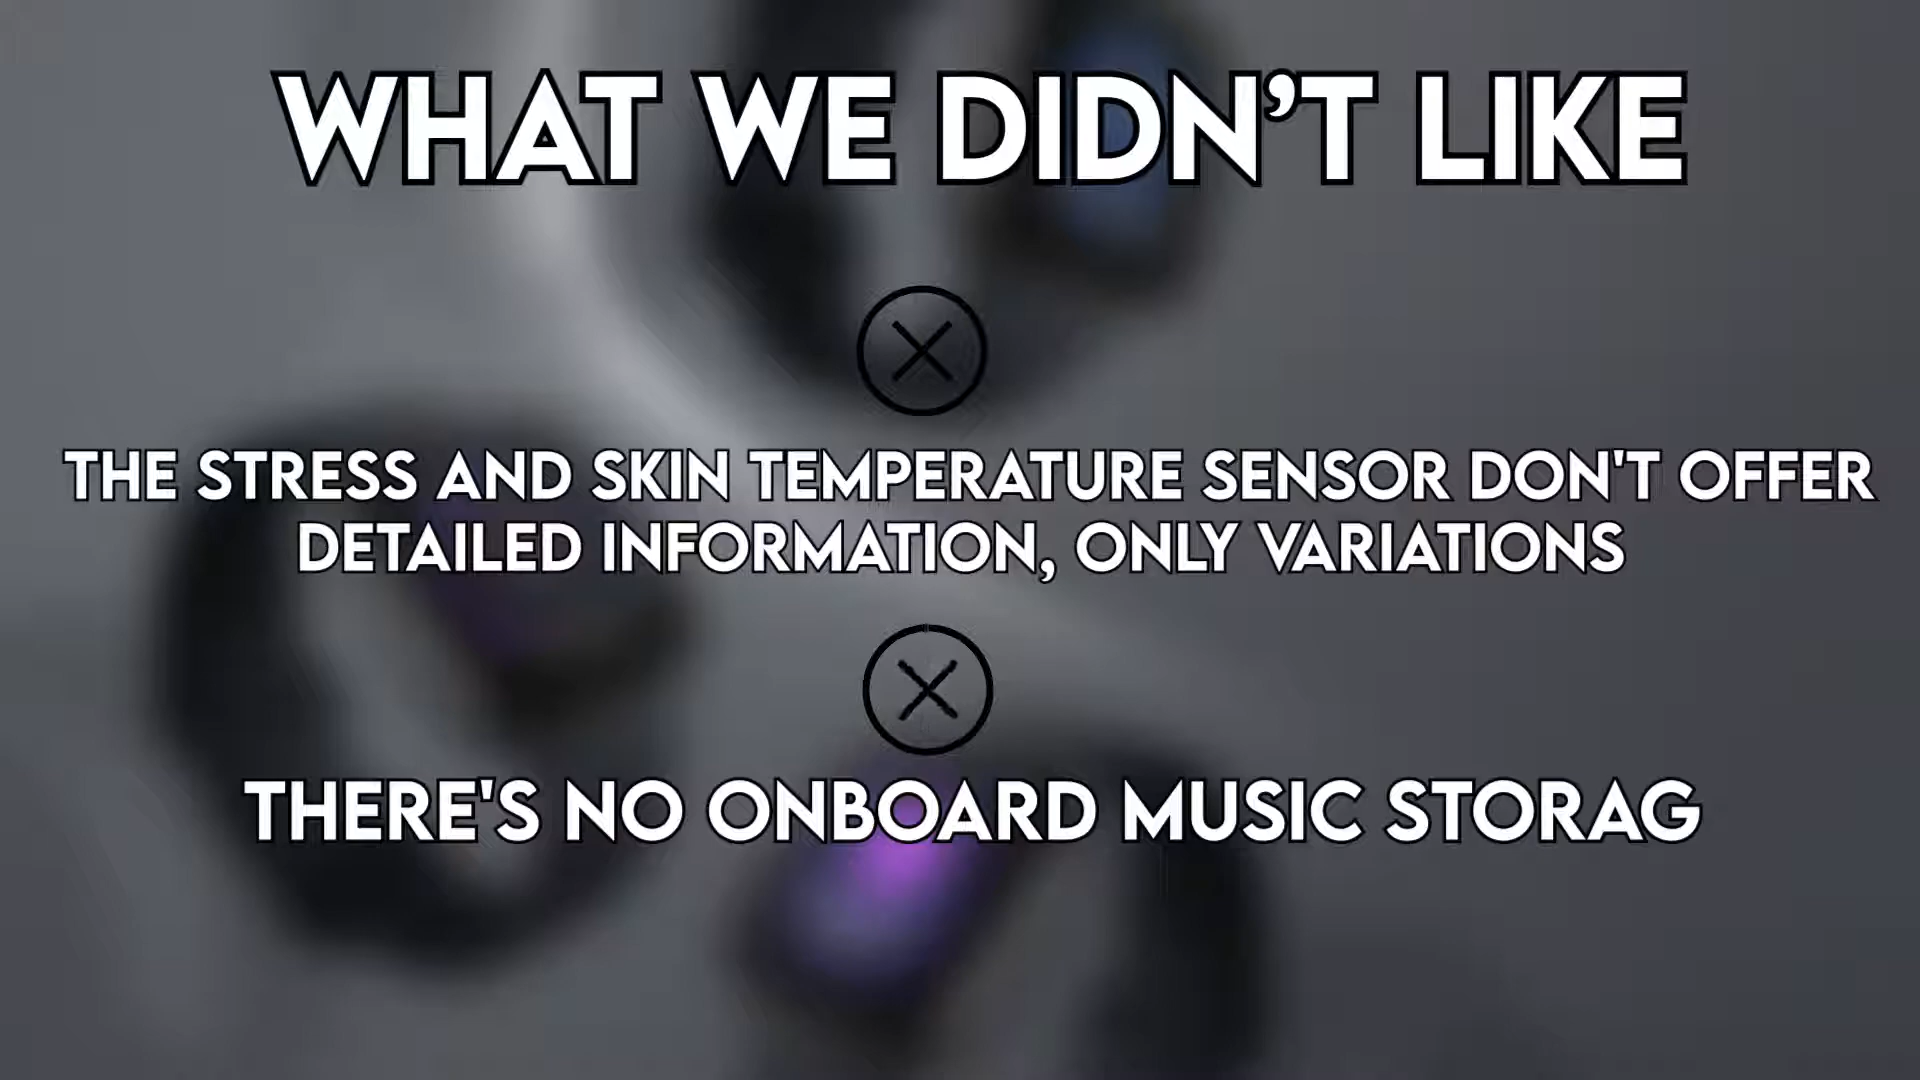 WHAT WE DIDN’T LIKE
THE STRESS AND SKIN TEMPERATURE SENSOR DON'T OFFER
DETAILED INFORMATION, ONLY VARIATIONS
THERE'S NO ONBOARD MUSIC STORAG